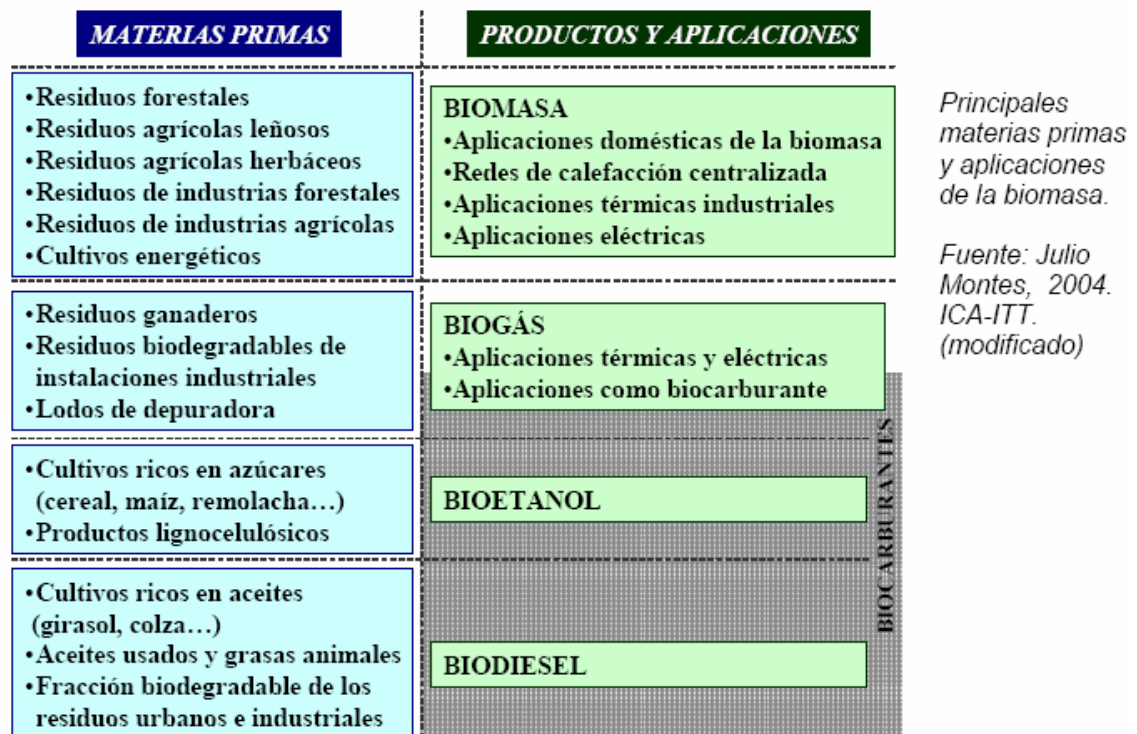 MATERIAS PRIMAS
PRODUCTOS Y APLICACIONES
•Residuos forestales
•Residuos agrícolas leñosos
•Residuos agrícolas herbáceos
•Residuos de industrias forestales
•Residuos de industrias agrícolas
•Cultivos energéticos
BIOMASA
•Aplicaciones domésticas de la biomasa
•Redes de calefacción centralizada
•Aplicaciones térmicas industriales
•Aplicaciones eléctricas
•Residuos ganaderos
•Residuos biodegradables de
instalaciones industriales
•Lodos de depuradora
BIOGÁS
•Aplicaciones térmicas y eléctricas
•Aplicaciones como biocarburante
•Cultivos ricos en azúcares
(cereal, maíz, remolacha…)
•Productos lignocelulósicos
BIOETANOL
•Cultivos ricos en aceites
(girasol, colza…)
•Aceites usados y grasas animales
•Fracción biodegradable de los
residuos urbanos e industriales
BIODIESEL
BIOCARBURANTES
Principales
materias primas
y aplicaciones
de la biomasa.
Fuente: Julio
Montes, 2004.
ICA-ITT.
(modificado)